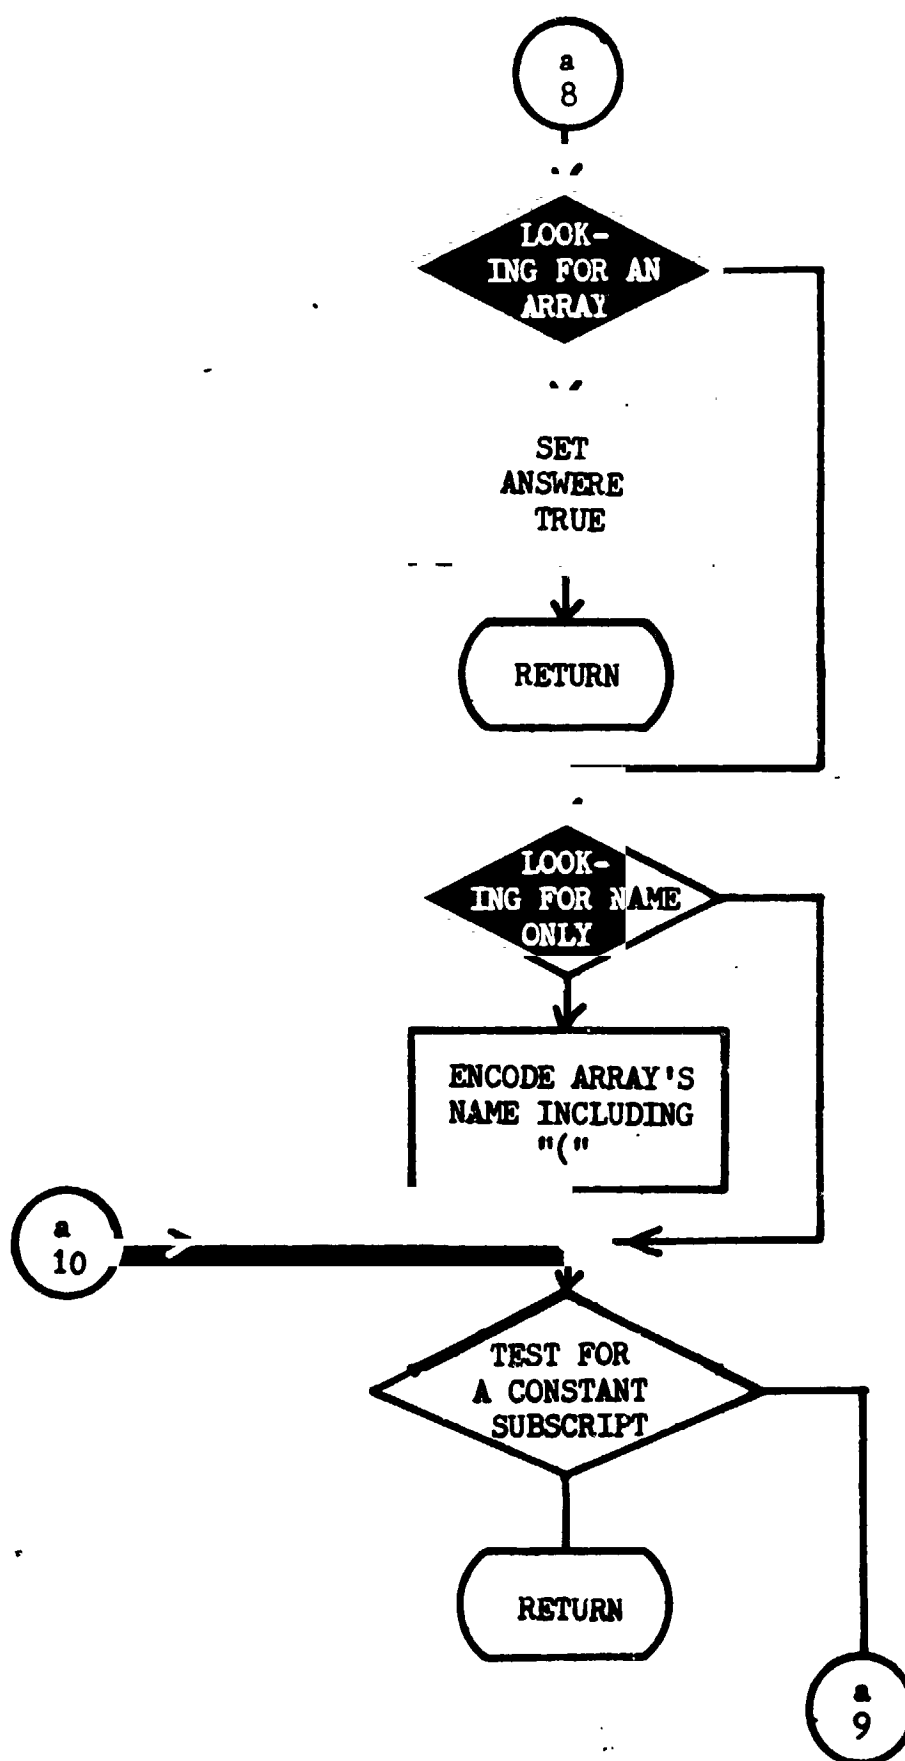 a
8
LOOK-
ING FOR AN
ARRAY
SET
ANSWERE
TRUE
RETURN
LOOK-
ING FOR NAME
ONLY
ENCODE ARRAY'S
NAME INCLUDING
"("
a
10
TEST FOR
A CONSTANT
SUBSCRIPT
RETURN
a
9